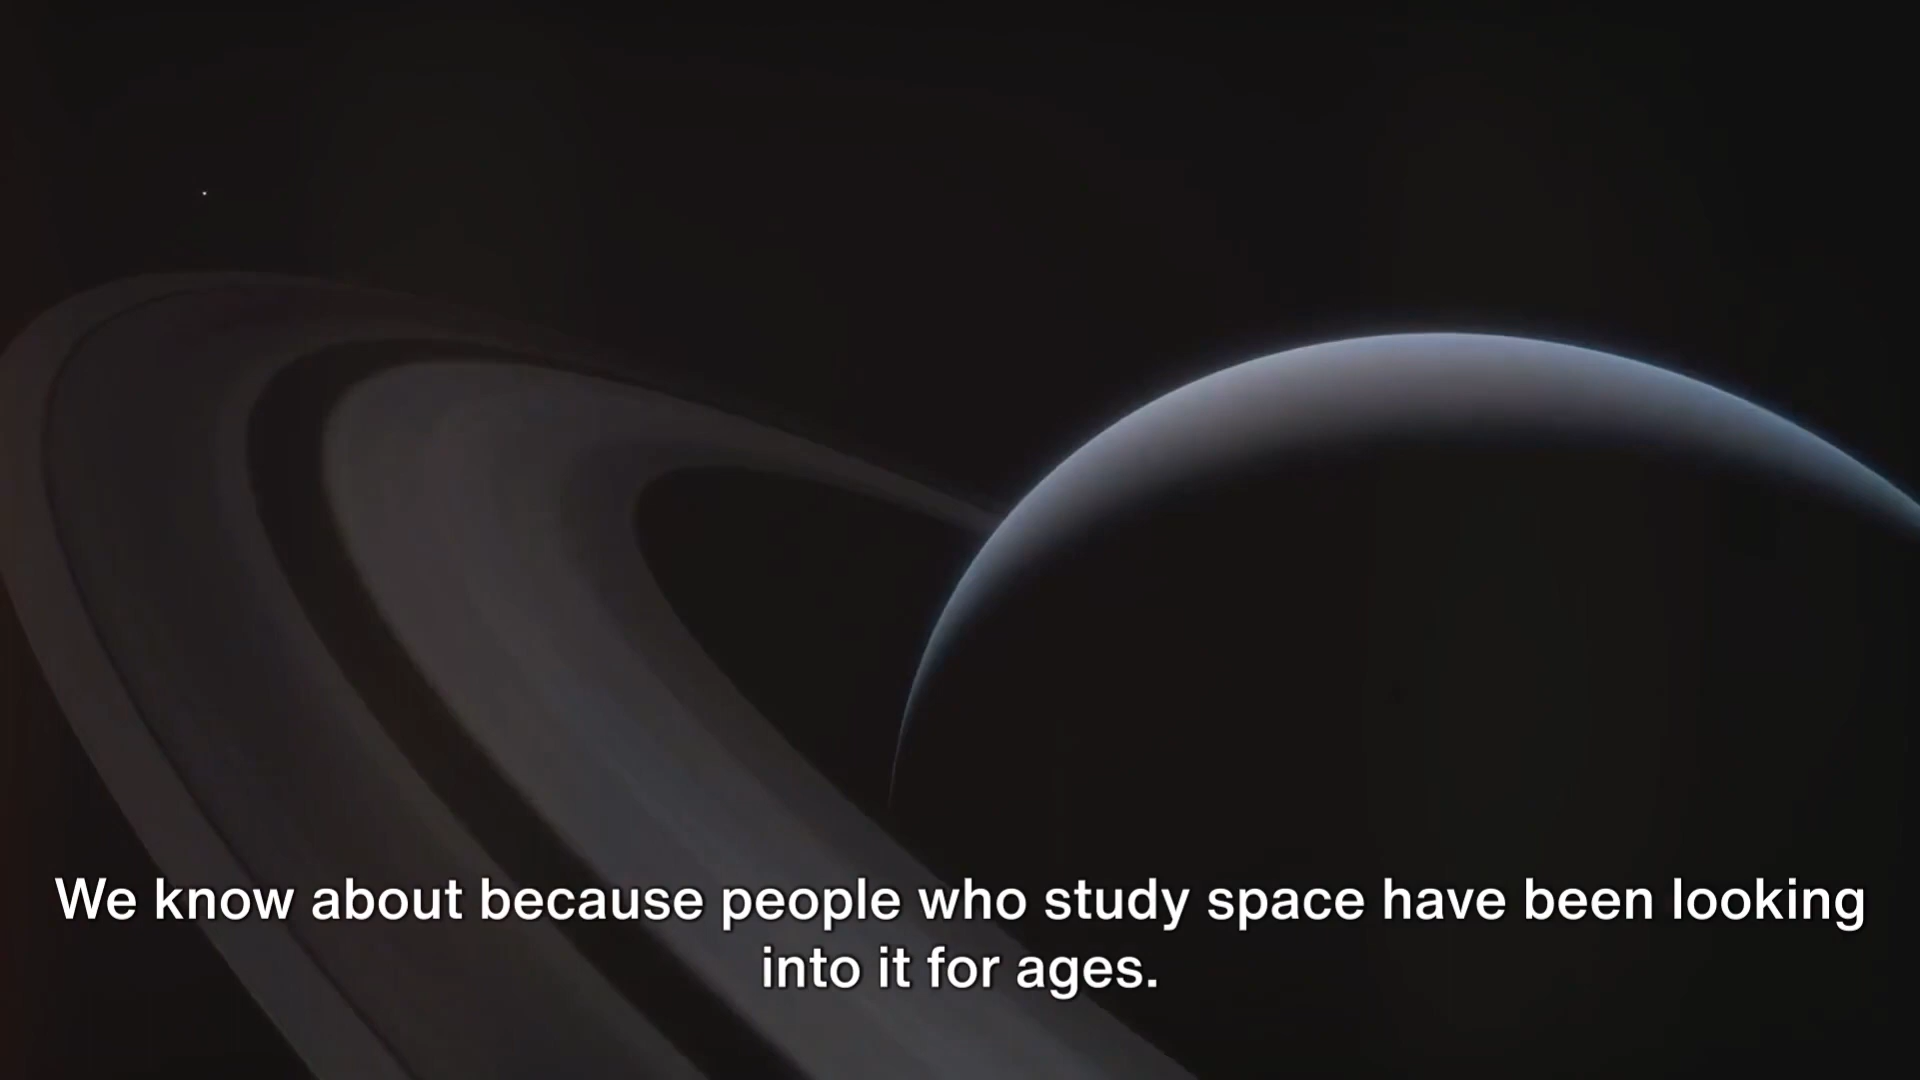 We know about because people who study space have been looking
into it for ages.